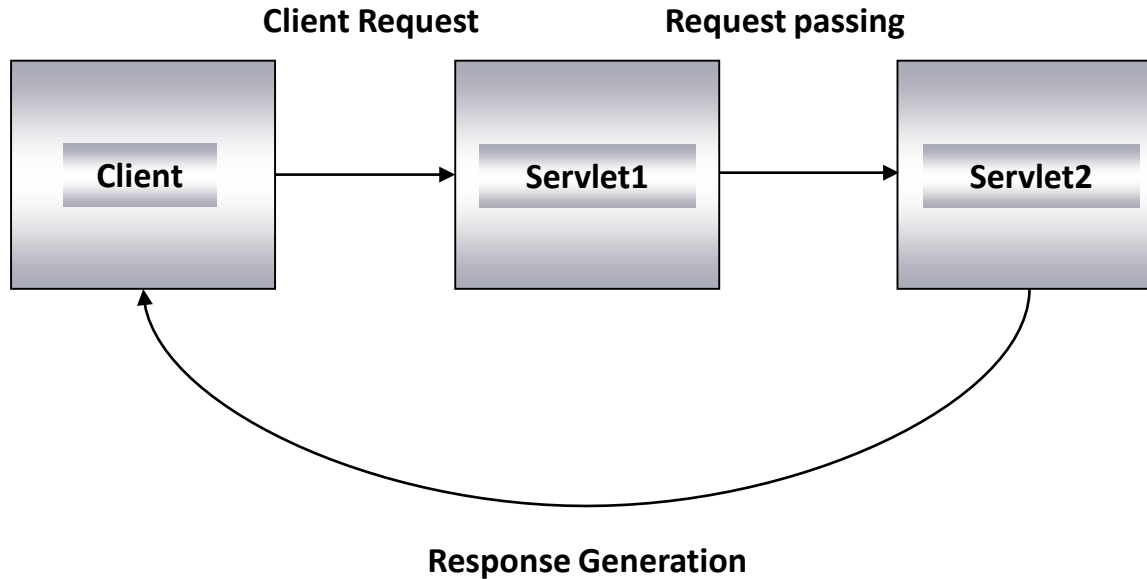 Client Request
Request passing
Client
Servlet1
Servlet2
Response Generation